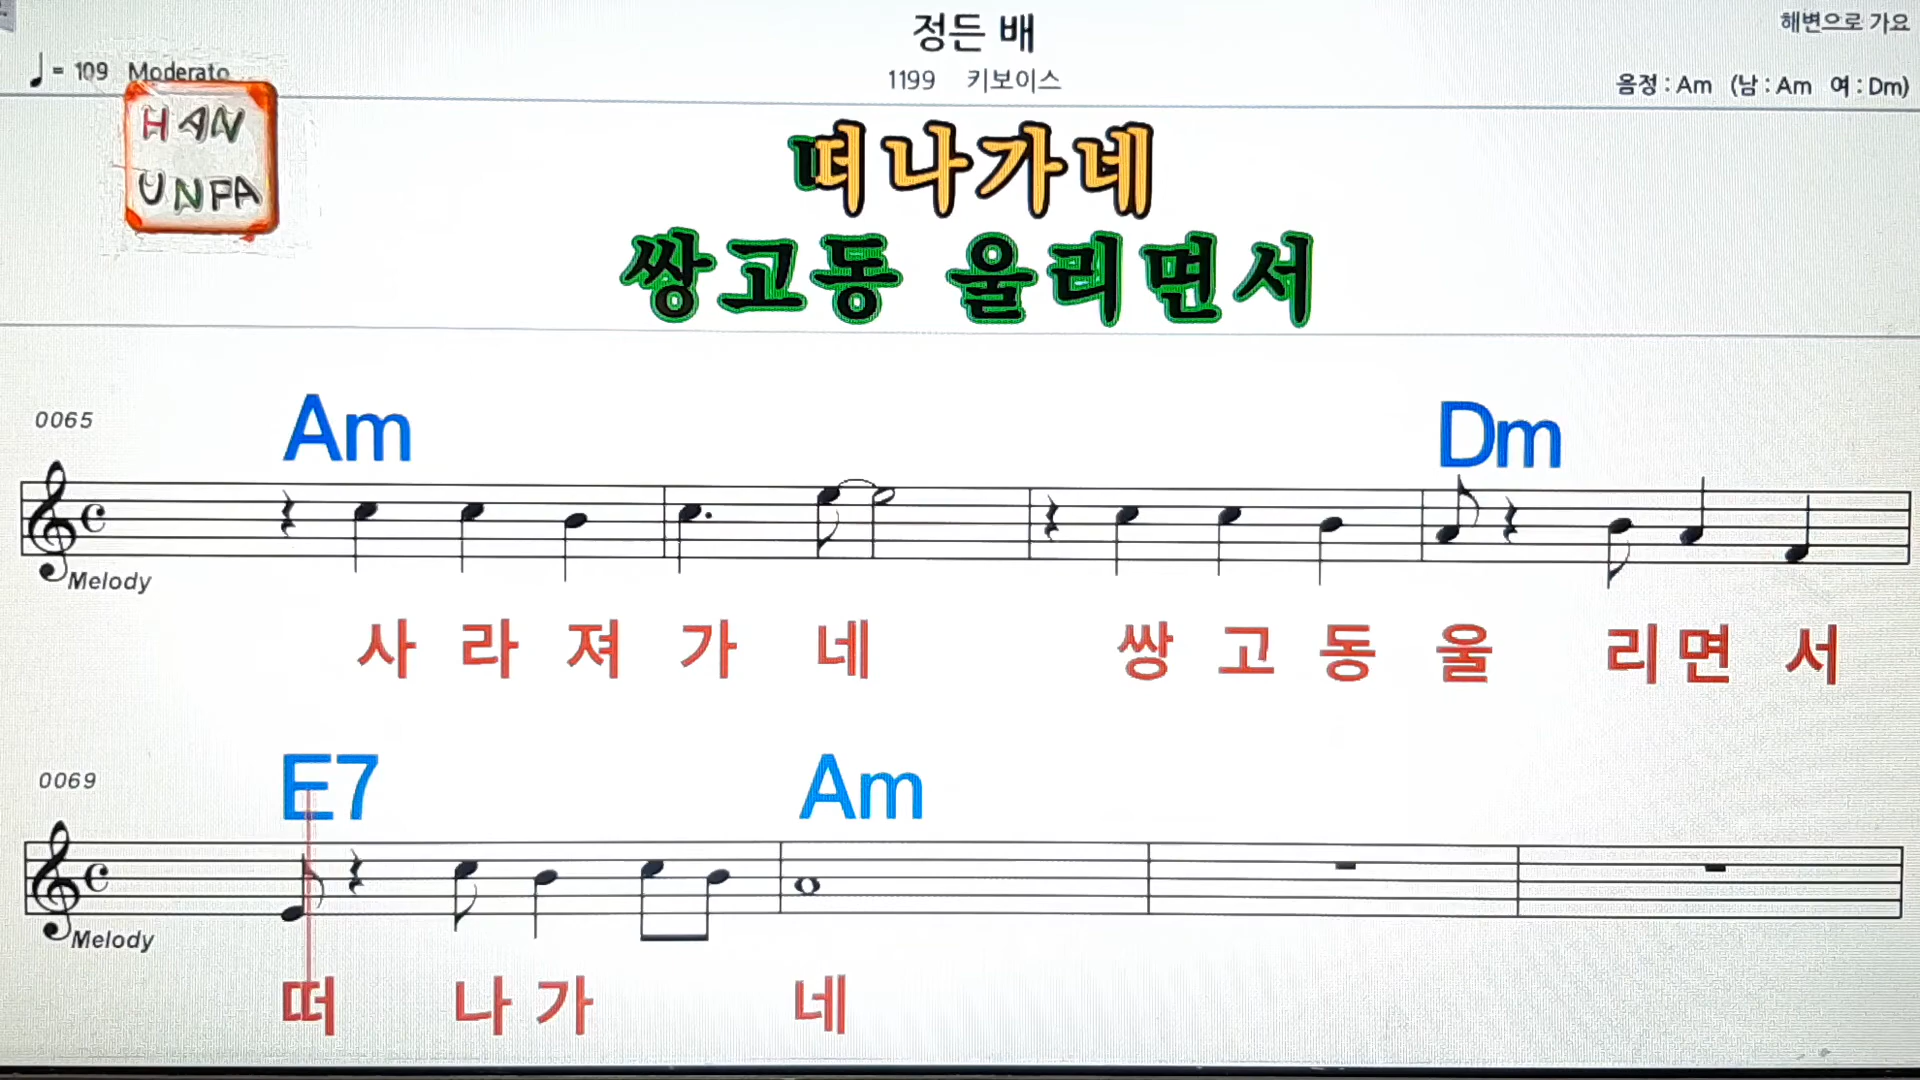 정든 배
해변으로 가요
♩= 109 Moderato
1199 키보이스
음정 : Am (남 : Am 여 : Dm)
HAN
UNPA
떠나가네
쌍고동 울리면서
0065 Am Dm
Melody
사 라 져 가 네 쌍 고 동 울 리 면 서
0069 E7 Am
Melody
떠 나 가 네